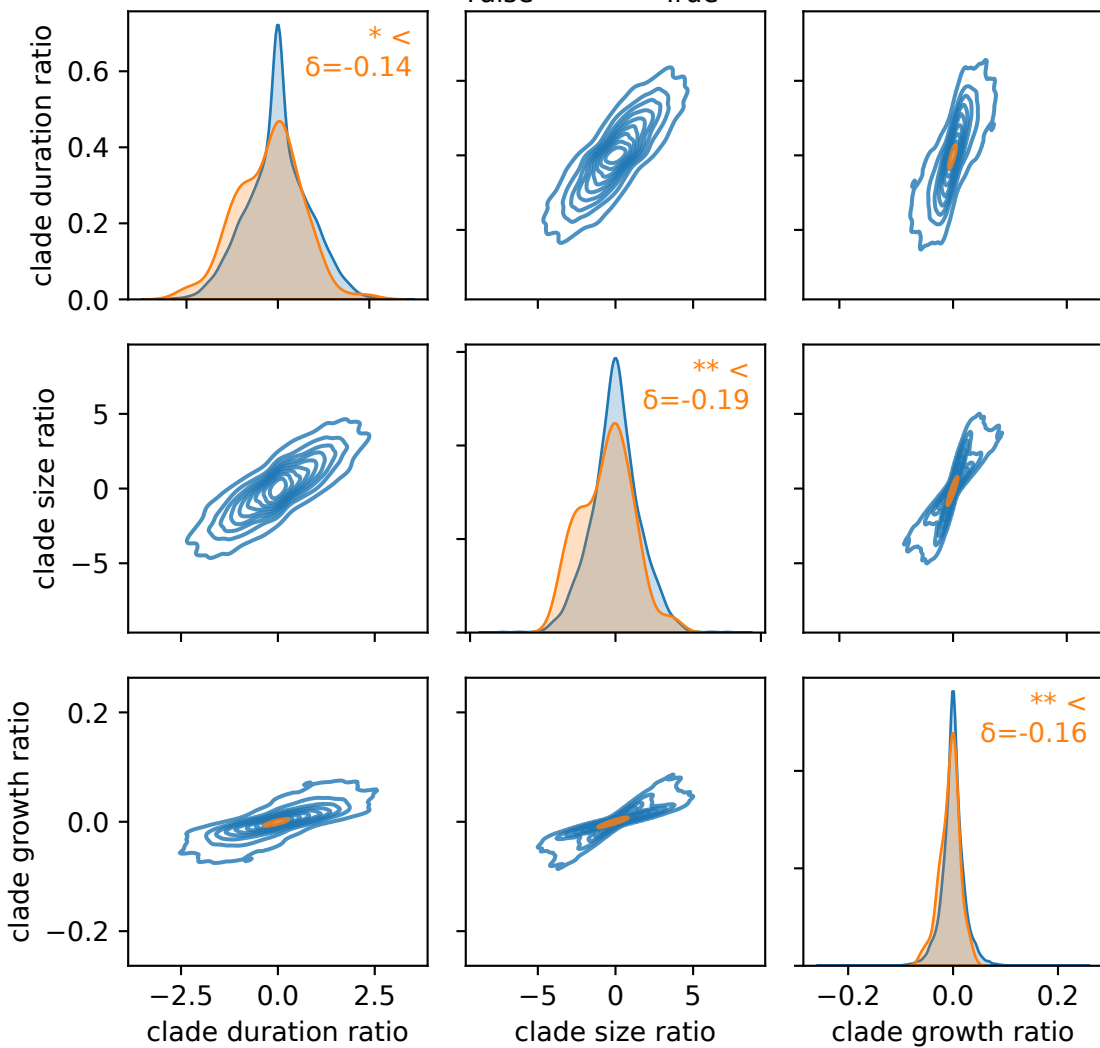 clade duration ratio
0.6
0.4
0.2
0.0
* <
δ=-0.14
clade size ratio
5
0
−5
** <
δ=-0.19
clade growth ratio
0.2
0.0
−0.2
** <
δ=-0.16
−2.5 0.0 2.5
−5 0 5
−0.2 0.0 0.2
clade duration ratio
clade size ratio
clade growth ratio